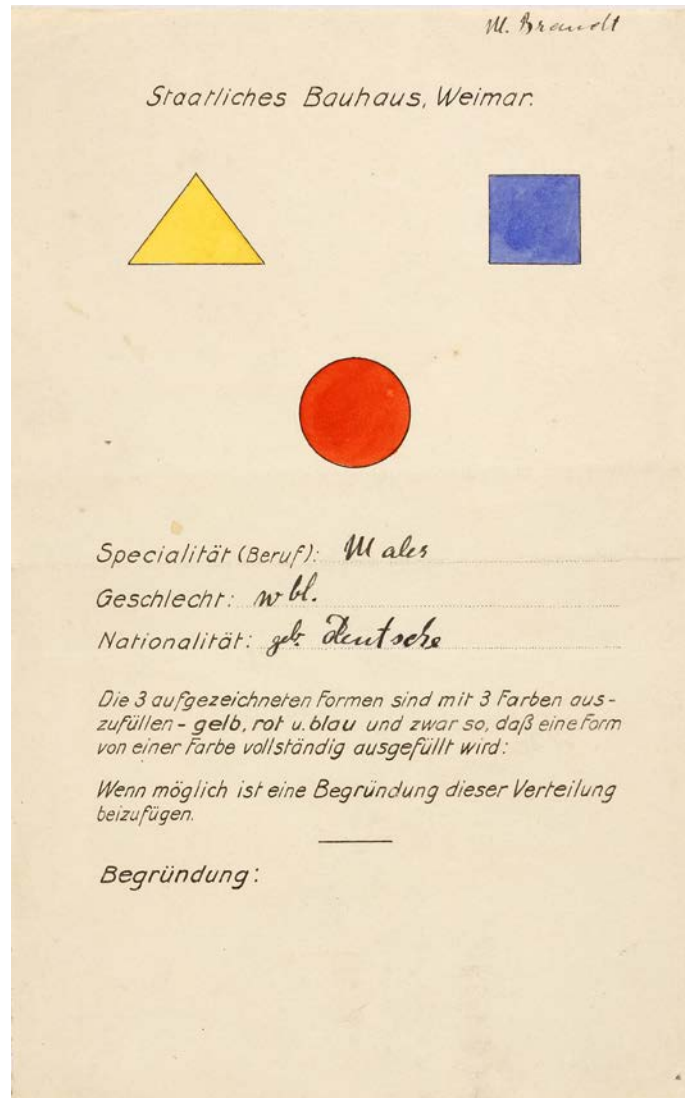 M. Brandt
Staatliches Bauhaus, Weimar.
Specialität (Beruf): Maler
Geschlecht: wbl.
Nationalität: geb. Deutsche
Die 3 aufgezeichneten Formen sind mit 3 Farben aus-
zufüllen - gelb, rot u. blau und zwar so, daß eine Form
von einer Farbe vollständig ausgefüllt wird:
Wenn möglich ist eine Begründung dieser Verteilung
beizufügen.
Begründung: